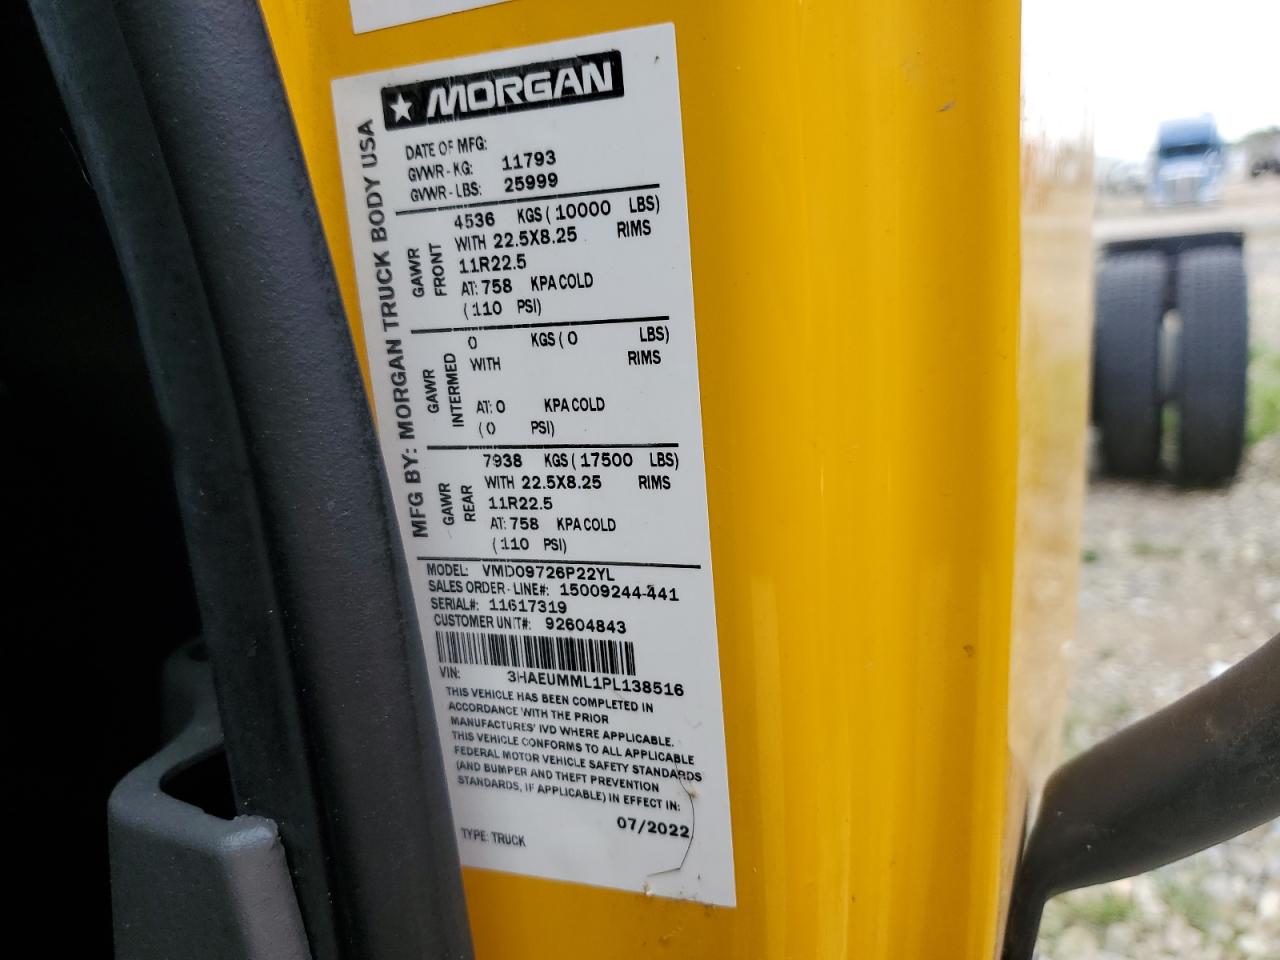 MORGAN
MFG BY: MORGAN TRUCK BODY USA
DATE OF MFG:
GVWR - KG: 11793
GVWR - LBS: 25999
GAWR FRONT
4536 KGS ( 10000 LBS)
WITH 22.5X8.25 RIMS
11R22.5
AT: 758 KPA COLD
( 110 PSI)
GAWR INTERMED
0 KGS ( 0 LBS)
WITH RIMS
AT: 0 KPA COLD
( 0 PSI)
GAWR REAR
7938 KGS ( 17500 LBS)
WITH 22.5X8.25 RIMS
11R22.5
AT: 758 KPA COLD
( 110 PSI)
MODEL: VMD09726P22YL
SALES ORDER - LINE#: 15009244-441
SERIAL#: 11617319
CUSTOMER UNIT#: 92604843
VIN: 3HAEUMML1PL138516
THIS VEHICLE HAS BEEN COMPLETED IN
ACCORDANCE WITH THE PRIOR
MANUFACTURES' IVD WHERE APPLICABLE.
THIS VEHICLE CONFORMS TO ALL APPLICABLE
FEDERAL MOTOR VEHICLE SAFETY STANDARDS
(AND BUMPER AND THEFT PREVENTION
STANDARDS, IF APPLICABLE) IN EFFECT IN:
07/2022
TYPE: TRUCK